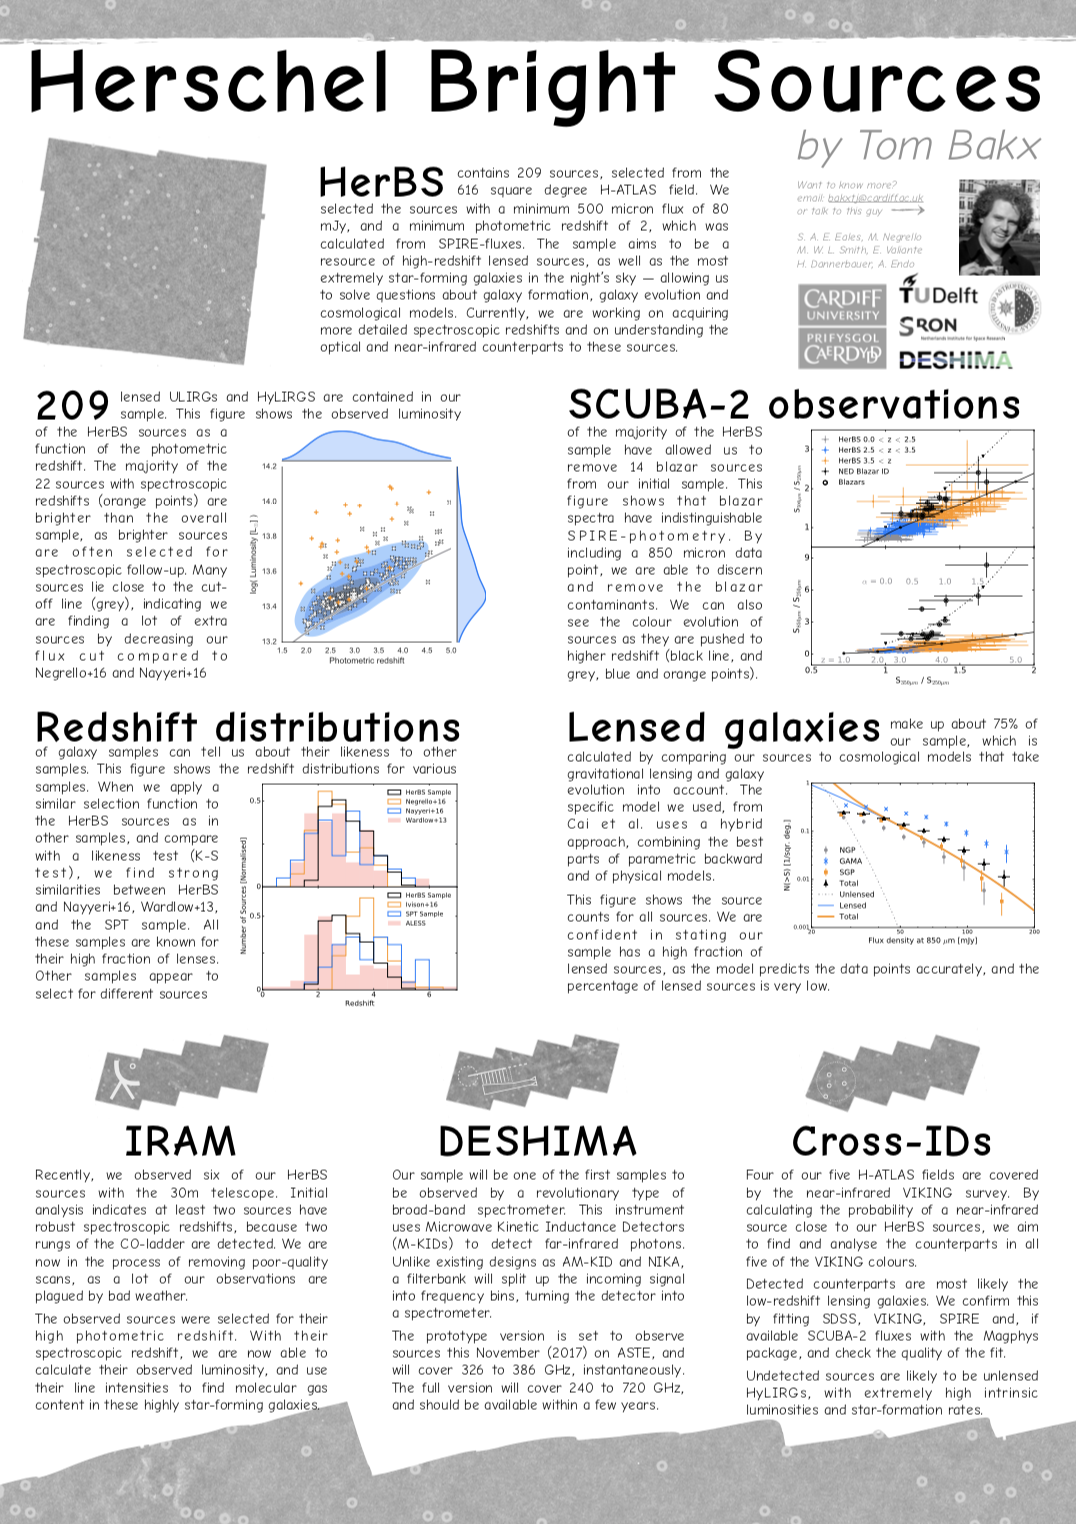 Herschel Bright Sources
by Tom Bakx
HerBS contains 209 sources, selected from the
616 square degree H-ATLAS field. We
selected the sources with a minimum 500 micron flux of 80
mJy, and a minimum photometric redshift of 2, which was
calculated from SPIRE-fluxes. The sample aims to be a
resource of high-redshift lensed sources, as well as the most
extremely star-forming galaxies in the night's sky — allowing us
to solve questions about galaxy formation, galaxy evolution and
cosmological models. Currently, we are working on acquiring
more detailed spectroscopic redshifts and on understanding the
optical and near-infrared counterparts to these sources.
Want to know more?
email: bakxtj@cardiff.ac.uk
or talk to this guy
S. A. E. Eales, M. Negrello
M. W. L. Smith, E. Valiante
H. Dannerbauer, A. Endo
CARDIFF
UNIVERSITY
PRIFYSGOL
CAERDYDD
TUDelft
SRON
Netherlands Institute for Space Research
DESHIMA
209 lensed ULIRGs and HyLIRGS are contained in our
sample. This figure shows the observed luminosity
of the HerBS sources as a
function of the photometric
redshift. The majority of the
22 sources with spectroscopic
redshifts (orange points) are
brighter than the overall
sample, as brighter sources
are often selected for
spectroscopic follow-up. Many
sources lie close to the cut-
off line (grey), indicating we
are finding a lot of extra
sources by decreasing our
flux cut compared to
Negrello+16 and Nayyeri+16
14.2
14.0
13.8
13.6
13.4
13.2
1.5 2.0 2.5 3.0 3.5 4.0 4.5 5.0
Photometric redshift
SCUBA-2 observations
of the majority of the HerBS
sample have allowed us to
remove 14 blazar sources
from our initial sample. This
figure shows that blazar
spectra have indistinguishable
SPIRE-photometry. By
including a 850 micron data
point, we are able to discern
and remove the blazar
contaminants. We can also
see the colour evolution of
sources as they are pushed to
higher redshift (black line, and
grey, blue and orange points).
HerBS 0.0 < z < 2.5
HerBS 2.5 < z < 3.5
HerBS 3.5 < z
NED Blazar ID
Blazars
3
2
1
9
6
3
0
α = 0.0 0.5 1.0 1.5
z = 1.0 2.0 3.0 4.0 5.0
0.5 1 1.5 2
Redshift distributions
of galaxy samples can tell us about their likeness to other
samples. This figure shows the redshift distributions for various
samples. When we apply a
similar selection function to
the HerBS sources as in
other samples, and compare
with a likeness test (K-S
test), we find strong
similarities between HerBS
and Nayyeri+16, Wardlow+13,
and the SPT sample. All
these samples are known for
their high fraction of lenses.
Other samples appear to
select for different sources
Number of Sources [Normalised]
0.5
0
HerBS Sample
Negrello+16
Nayyeri+16
Wardlow+13
0.5
0
HerBS Sample
Ivison+16
SPT Sample
ALESS
0 2 4 6
Redshift
Lensed galaxies make up about 75% of
our sample, which is
calculated by comparing our sources to cosmological models that take
gravitational lensing and galaxy
evolution into account. The
specific model we used, from
Cai et al. uses a hybrid
approach, combining the best
parts of parametric backward
and of physical models.
This figure shows the source
counts for all sources. We are
confident in stating our
sample has a high fraction of
lensed sources, as the model predicts the data points accurately, and the
percentage of lensed sources is very low.
N(>S) [1/sqr. deg.]
1
0.1
0.01
0.001
NGP
GAMA
SGP
Total
Unlensed
Lensed
Total
20 50 100 200
Flux density at 850 μm [mJy]
IRAM
Recently, we observed six of our HerBS
sources with the 30m telescope. Initial
analysis indicates at least two sources have
robust spectroscopic redshifts, because two
rungs of the CO-ladder are detected. We are
now in the process of removing poor-quality
scans, as a lot of our observations are
plagued by bad weather.
The observed sources were selected for their
high photometric redshift. With their
spectroscopic redshift, we are now able to
calculate their observed luminosity, and use
their line intensities to find molecular gas
content in these highly star-forming galaxies.
DESHIMA
Our sample will be one of the first samples to
be observed by a revolutionary type of
broad-band spectrometer. This instrument
uses Microwave Kinetic Inductance Detectors
(M-KIDs) to detect far-infrared photons.
Unlike existing designs as AM-KID and NIKA,
a filterbank will split up the incoming signal
into frequency bins, turning the detector into
a spectrometer.
The prototype version is set to observe
sources this November (2017) on ASTE, and
will cover 326 to 386 GHz, instantaneously.
The full version will cover 240 to 720 GHz,
and should be available within a few years.
Cross-IDs
Four of our five H-ATLAS fields are covered
by the near-infrared VIKING survey. By
calculating the probability of a near-infrared
source close to our HerBS sources, we aim
to find and analyse the counterparts in all
five of the VIKING colours.
Detected counterparts are most likely the
low-redshift lensing galaxies. We confirm this
by fitting SDSS, VIKING, SPIRE and, if
available SCUBA-2 fluxes with the Magphys
package, and check the quality of the fit.
Undetected sources are likely to be unlensed
HyLIRGs, with extremely high intrinsic
luminosities and star-formation rates.